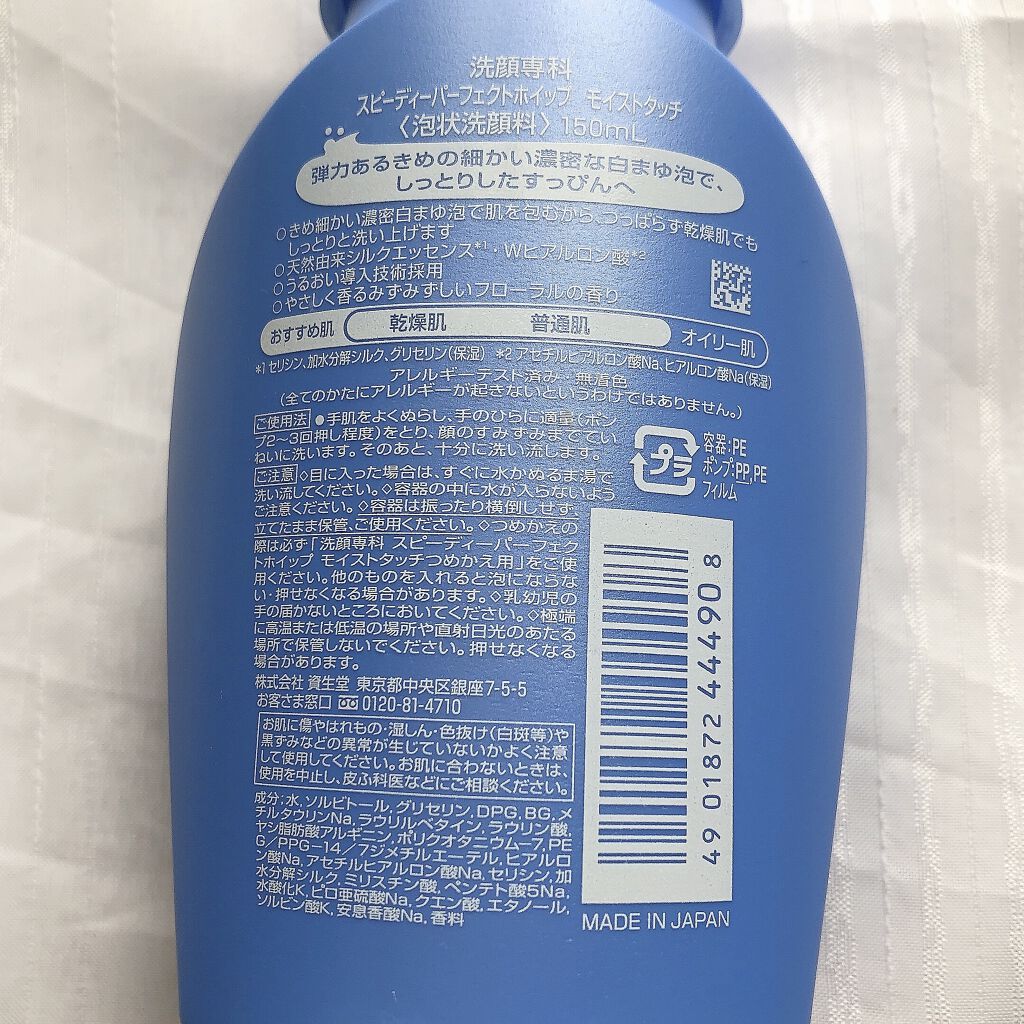 洗顔専科
スピーディーパーフェクトホイップ モイストタッチ
〈泡状洗顔料〉150mL
弾力あるきめの細かい濃密な白まゆ泡で、
しっとりしたすっぴんへ
○きめ細かい濃密白まゆ泡で肌を包むから、つっぱらず乾燥肌でも
しっとりと洗い上げます
○天然由来シルクエッセンス*1・Wヒアルロン酸*2
○うるおい導入技術採用
○やさしく香るみずみずしいフローラルの香り
おすすめ肌 乾燥肌 普通肌 オイリー肌
*1 セリシン、加水分解シルク、グリセリン(保湿) *2 アセチルヒアルロン酸Na、ヒアルロン酸Na(保湿)
アレルギーテスト済み 無着色
(全てのかたにアレルギーが起きないというわけではありません。)
ご使用法 ●手肌をよくぬらし、手のひらに適量(ポン
プ2～3回押し程度)をとり、顔のすみずみまでてい
ねいに洗います。そのあと、十分に洗い流します。
ご注意 ◇目に入った場合は、すぐに水かぬるま湯で
洗い流してください。◇容器の中に水が入らないよう
ご注意ください。◇容器は振ったり横倒しせず
立てたまま保管、ご使用ください。◇つめかえの
際は必ず「洗顔専科 スピーディーパーフェク
トホイップ モイストタッチつめかえ用」をご使
用ください。他のものを入れると泡にならな
い・押せなくなる場合があります。◇乳幼児の
手の届かないところにおいてください。◇極端
に高温または低温の場所や直射日光のあたる
場所で保管しないでください。押せなくなる
場合があります。
株式会社 資生堂 東京都中央区銀座7-5-5
お客さま窓口 0120-81-4710
お肌に傷やはれもの・湿しん・色抜け(白斑等)や
黒ずみなどの異常が生じていないかよく注意
して使用してください。お肌に合わないときは、
使用を中止し、皮ふ科医などにご相談ください。
成分:水、ソルビトール、グリセリン、DPG、BG、メ
チルタウリンNa、ラウリルベタイン、ラウリン酸、
ヤシ脂肪酸アルギニン、ポリクオタニウム-7、PE
G/PPG-14/7ジメチルエーテル、ヒアルロ
ン酸Na、アセチルヒアルロン酸Na、セリシン、加
水分解シルク、ミリスチン酸、ペンテト酸5Na、
水酸化K、ピロ亜硫酸Na、クエン酸、エタノール、
ソルビン酸K、安息香酸Na、香料
プラ
容器:PE
ポンプ:PP,PE
フィルム
4901872444908
MADE IN JAPAN